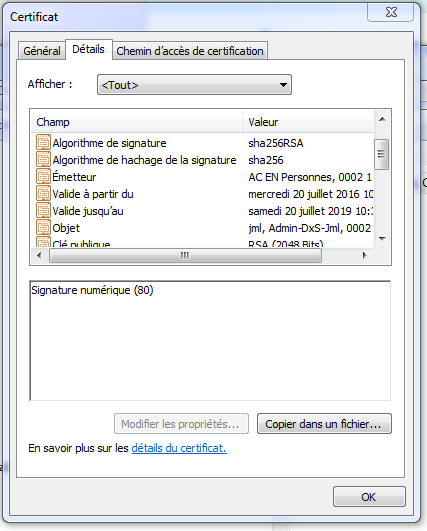 Certificat
Général Détails Chemin d'accès de certification
Afficher : <Tout>
Champ Valeur
Algorithme de signature sha256RSA
Algorithme de hachage de la signature sha256
Émetteur AC EN Personnes, 0002 1
Valide à partir du mercredi 20 juillet 2016 10
Valide jusqu'au samedi 20 juillet 2019 10:3
Objet jml, Admin-DxS-Jml, 0002
Clé publique RSA (2048 Bits)
Signature numérique (80)
Modifier les propriétés... Copier dans un fichier...
En savoir plus sur les détails du certificat.
OK